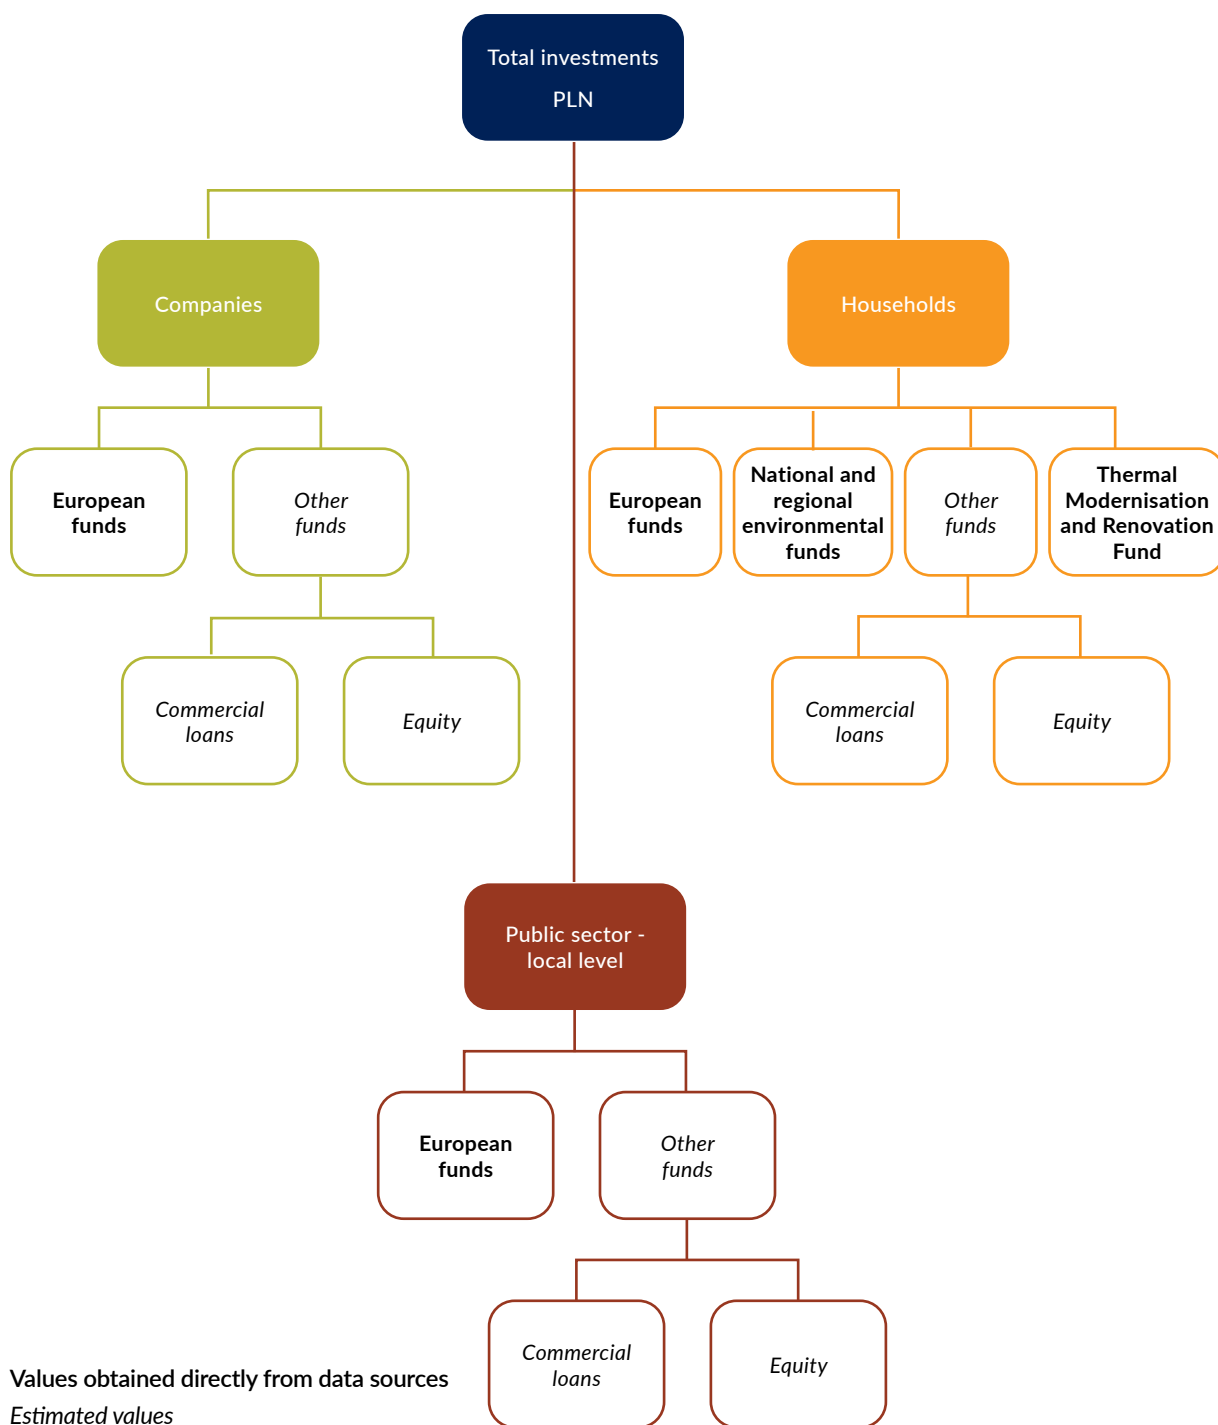 Total investments
PLN
Companies
Households
European
funds
Other
funds
European
funds
National and
regional
environmental
funds
Other
funds
Thermal
Modernisation
and Renovation
Fund
Commercial
loans
Equity
Commercial
loans
Equity
Public sector -
local level
European
funds
Other
funds
Commercial
loans
Equity
Values obtained directly from data sources
Estimated values